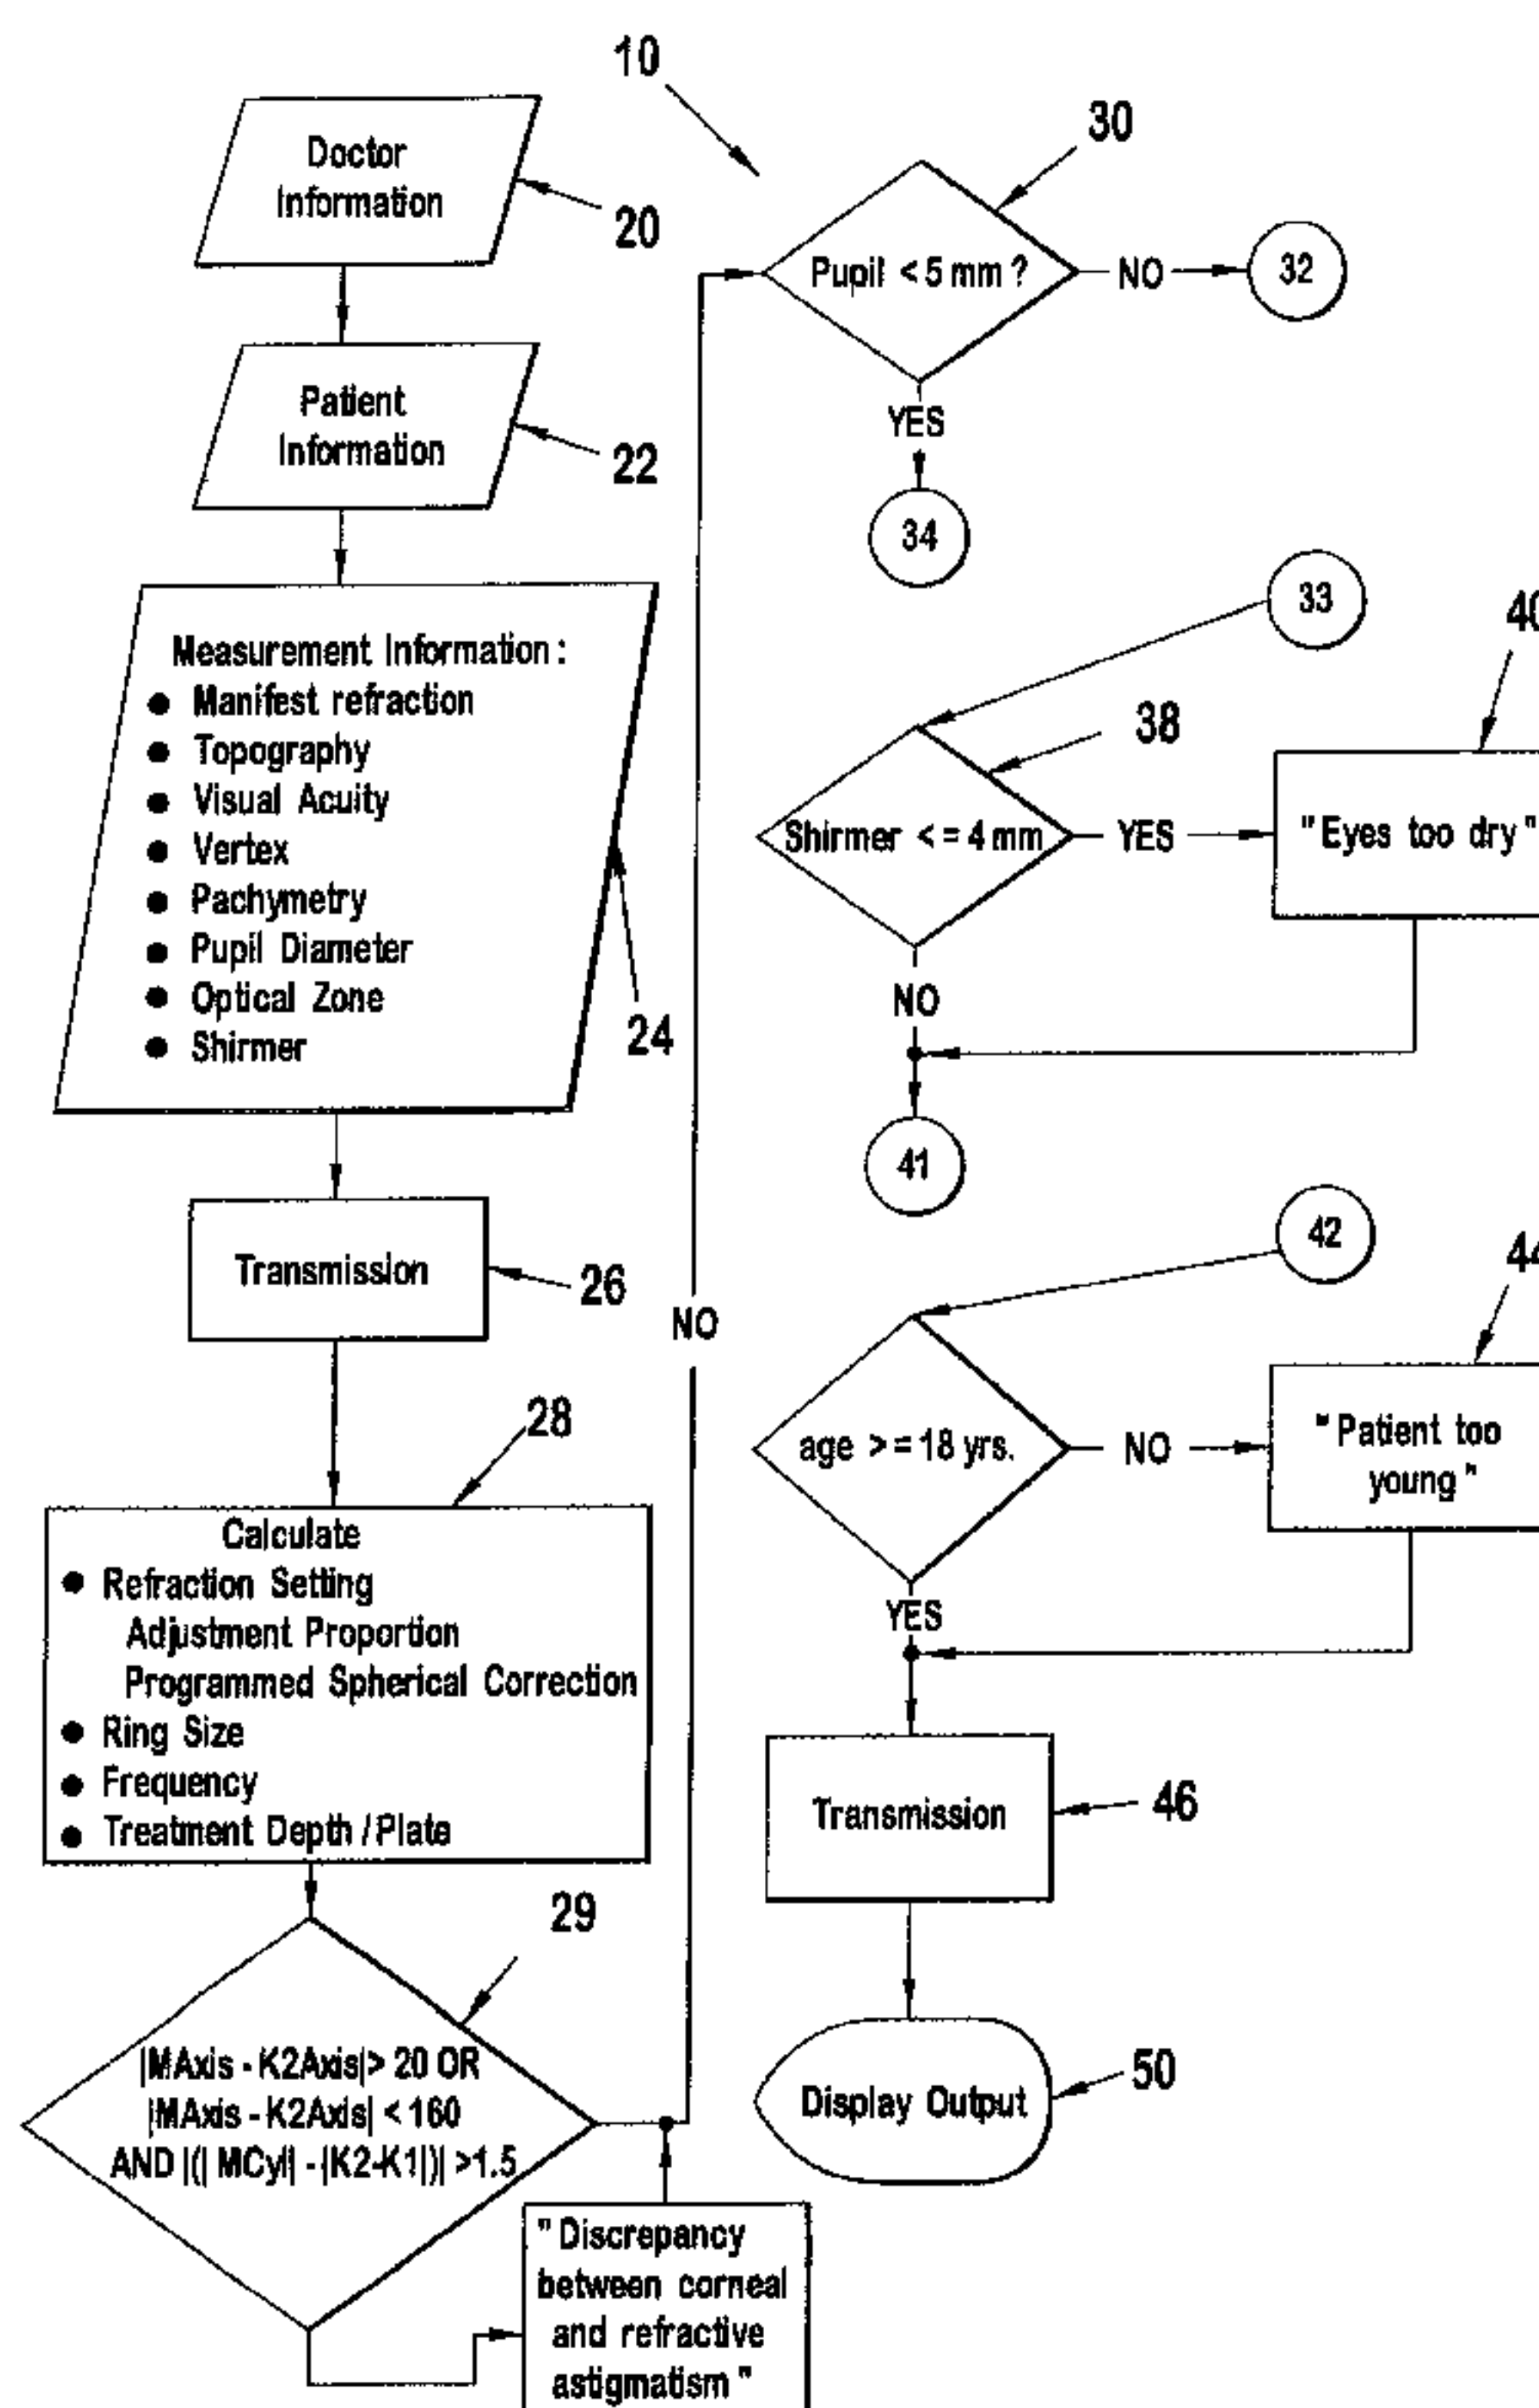 10
Doctor
Information
20
Patient
Information
22
Measurement Information :
● Manifest refraction
● Topography
● Visual Acuity
● Vertex
● Pachymetry
● Pupil Diameter
● Optical Zone
● Shirmer
24
Transmission
26
28
Calculate
● Refraction Setting
Adjustment Proportion
Programmed Spherical Correction
● Ring Size
● Frequency
● Treatment Depth / Plate
29
|MAxis - K2Axis|> 20 OR
|MAxis - K2Axis| < 160
AND |(| MCyl| - |K2-K1|)| >1.5
" Discrepancy
between corneal
and refractive
astigmatism "
NO
30
Pupil < 5 mm ?
NO
32
YES
34
33
38
Shirmer < = 4 mm
YES
40
" Eyes too dry "
NO
41
42
age > = 18 yrs.
NO
44
" Patient too
young "
YES
Transmission
46
Display Output
50